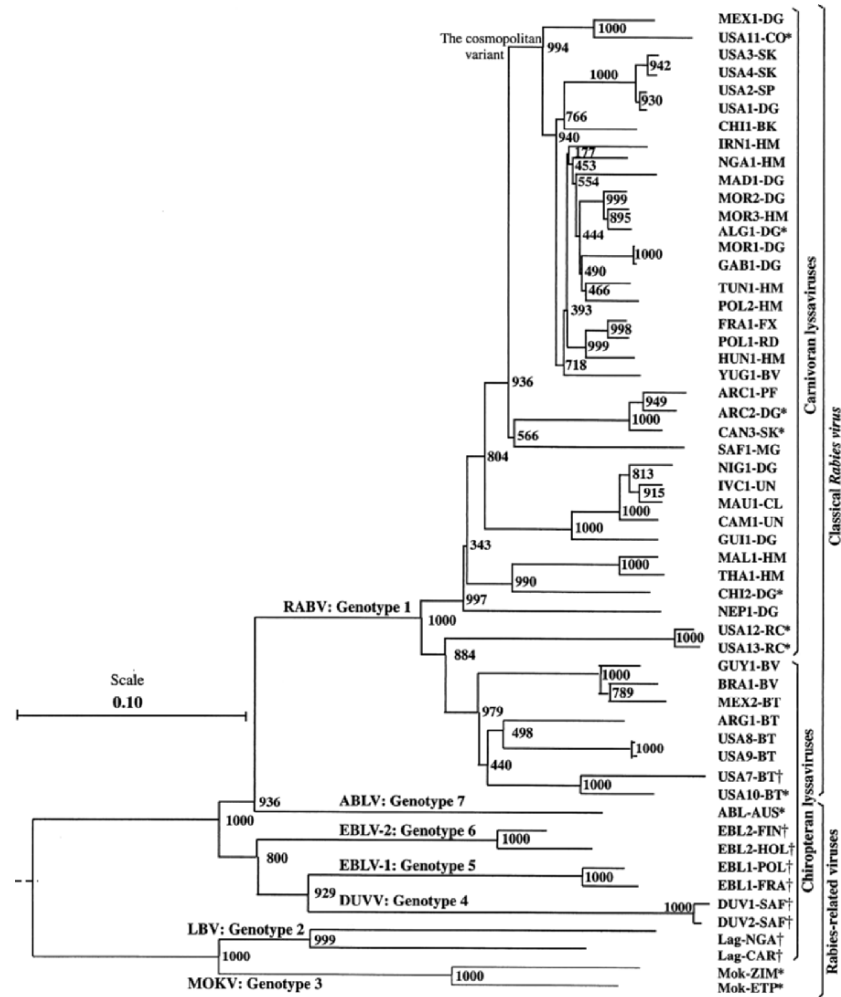 MEX1-DG
1000
USA11-CO*
The cosmopolitan
variant
994
USA3-SK
942
USA4-SK
1000
USA2-SP
930
USA1-DG
766
CHI1-BK
940
IRN1-HM
177
NGA1-HM
453
MAD1-DG
554
MOR2-DG
999
MOR3-HM
895
ALG1-DG*
444
MOR1-DG
1000
GAB1-DG
490
TUN1-HM
466
POL2-HM
393
FRA1-FX
998
POL1-RD
999
HUN1-HM
718
YUG1-BV
936
ARC1-PF
949
ARC2-DG*
1000
CAN3-SK*
566
SAF1-MG
804
NIG1-DG
813
IVC1-UN
915
MAU1-CL
1000
CAM1-UN
1000
GUI1-DG
343
MAL1-HM
1000
THA1-HM
990
CHI2-DG*
997
NEP1-DG
RABV: Genotype 1
1000
USA12-RC*
1000
USA13-RC*
884
GUY1-BV
1000
BRA1-BV
789
MEX2-BT
979
ARG1-BT
498
USA8-BT
1000
USA9-BT
440
USA7-BT†
1000
USA10-BT*
Scale
0.10
936
ABLV: Genotype 7
ABL-AUS*
1000
EBLV-2: Genotype 6
EBL2-FIN†
1000
EBL2-HOL†
800
EBLV-1: Genotype 5
EBL1-POL†
1000
EBL1-FRA†
929
DUVV: Genotype 4
DUV1-SAF†
1000
DUV2-SAF†
LBV: Genotype 2
Lag-NGA†
999
Lag-CAR†
1000
Mok-ZIM*
1000
MOKV: Genotype 3
Mok-ETP*
Carnivoran lyssaviruses
Chiropteran lyssaviruses
Classical Rabies virus
Rabies-related viruses